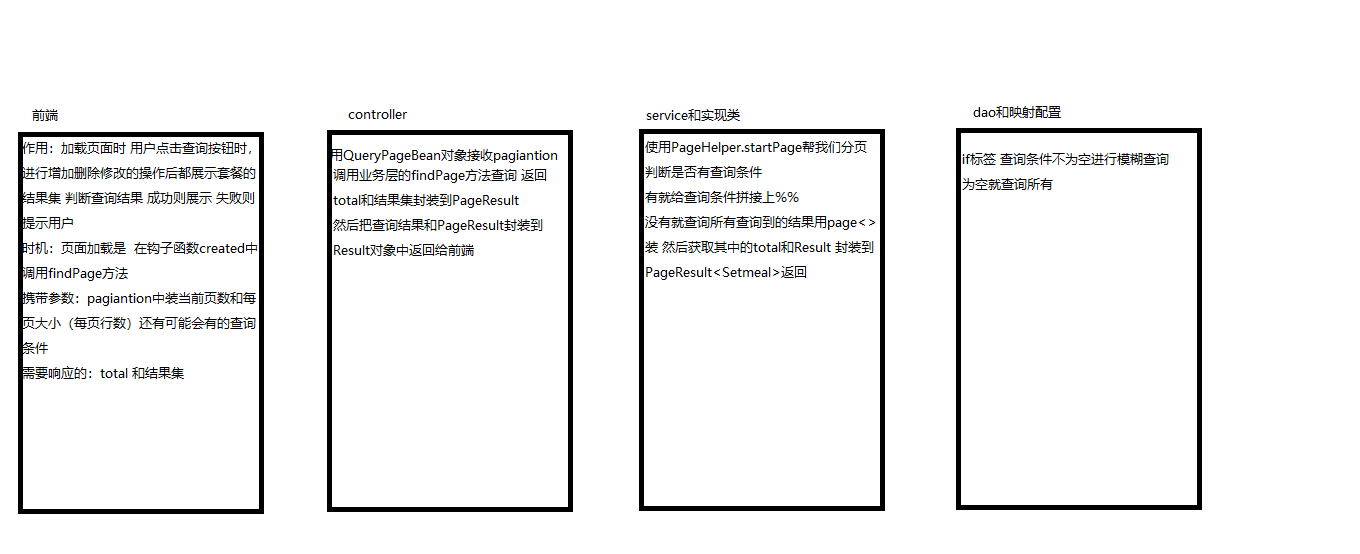 前端
作用：加载页面时 用户点击查询按钮时，
进行增加删除修改的操作后都展示套餐的
结果集 判断查询结果 成功则展示 失败则
提示用户
时机：页面加载是  在钩子函数created中
调用findPage方法
携带参数：pagiantion中装当前页数和每
页大小（每页行数）还有可能会有的查询
条件
需要响应的：total 和结果集
controller
用QueryPageBean对象接收pagiantion
调用业务层的findPage方法查询 返回
total和结果集封装到PageResult
然后把查询结果和PageResult封装到
Result对象中返回给前端
service和实现类
使用PageHelper.startPage帮我们分页
判断是否有查询条件
有就给查询条件拼接上%%
没有就查询所有查询到的结果用page<>
装 然后获取其中的total和Result 封装到
PageResult<Setmeal>返回
dao和映射配置
if标签 查询条件不为空进行模糊查询
为空就查询所有